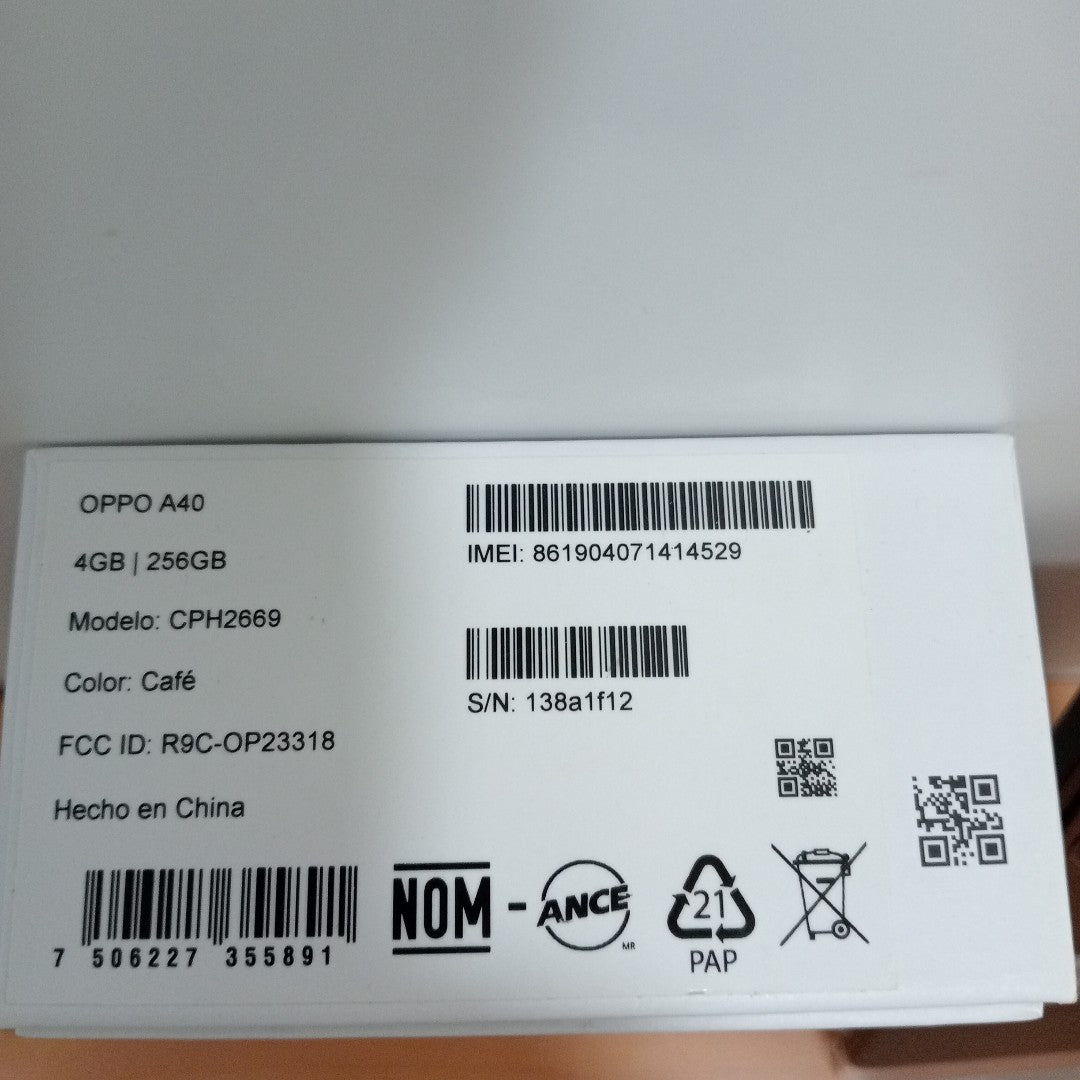 OPPO A40
4GB | 256GB
Modelo: CPH2669
Color: Café
FCC ID: R9C-OP23318
Hecho en China
7 506227 355891
IMEI: 861904071414529
S/N: 138a1f12
NOM - ANCE MR
21
PAP